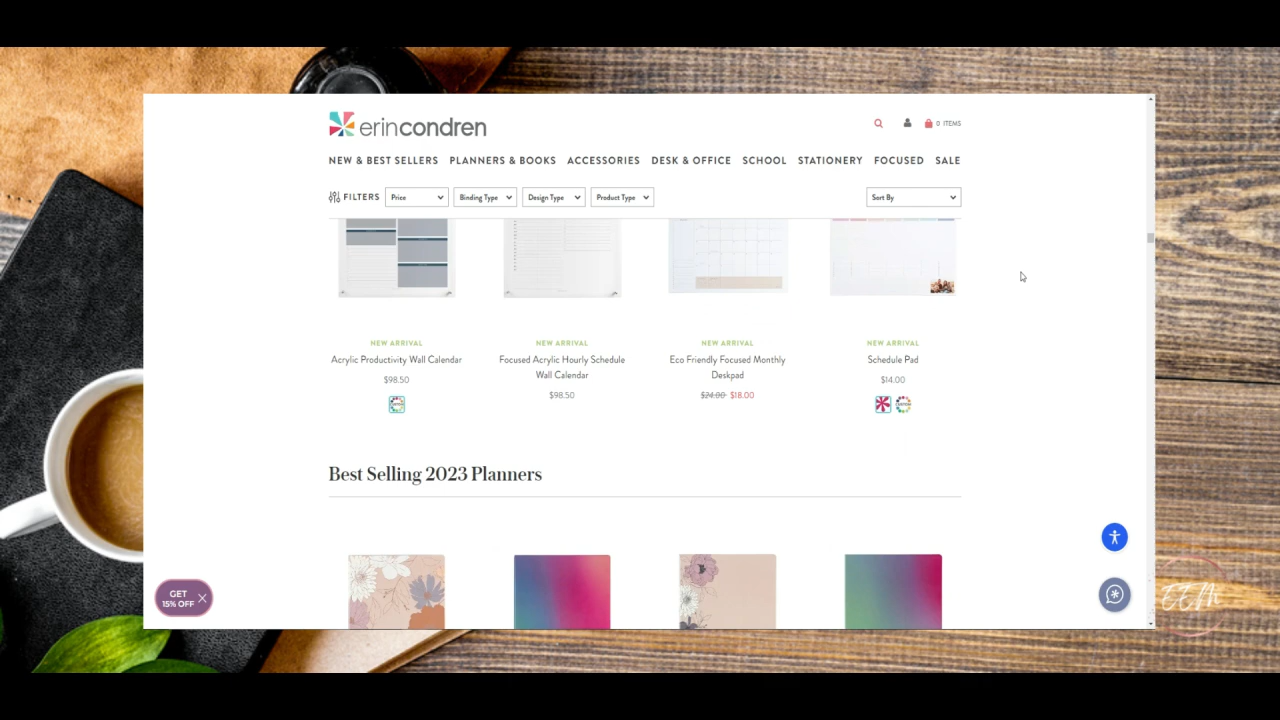 erincondren
0 ITEMS
NEW & BEST SELLERS PLANNERS & BOOKS ACCESSORIES DESK & OFFICE SCHOOL STATIONERY FOCUSED SALE
FILTERS Price Binding Type Design Type Product Type Sort By
NEW ARRIVAL
Acrylic Productivity Wall Calendar
$98.50
NEW ARRIVAL
Focused Acrylic Hourly Schedule
Wall Calendar
$98.50
NEW ARRIVAL
Eco Friendly Focused Monthly
Deskpad
$24.00 $18.00
NEW ARRIVAL
Schedule Pad
$14.00
Best Selling 2023 Planners
GET
15% OFF
EEM